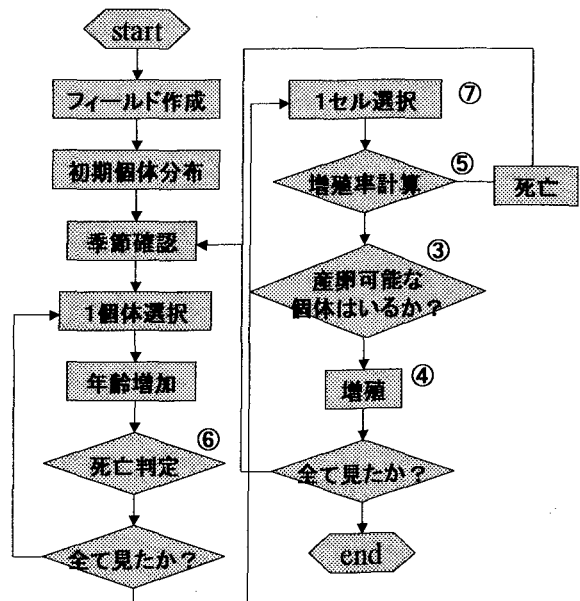 start
フィールド作成
初期個体分布
季節確認
1個体選択
年齢増加
⑥
死亡判定
全て見たか？
1セル選択
⑦
増殖率計算
⑤
死亡
③
産卵可能な
個体はいるか？
増殖
④
全て見たか？
end